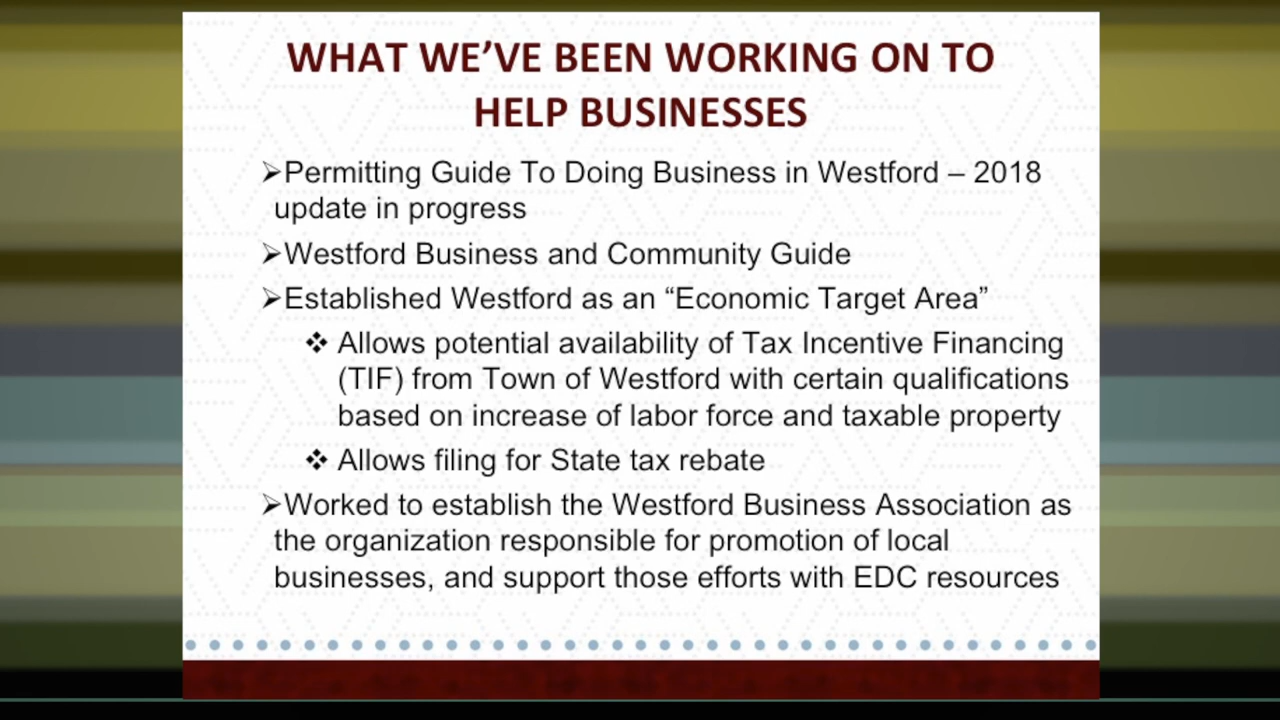 WHAT WE’VE BEEN WORKING ON TO
HELP BUSINESSES
➢Permitting Guide To Doing Business in Westford – 2018
update in progress
➢Westford Business and Community Guide
➢Established Westford as an “Economic Target Area”
❖ Allows potential availability of Tax Incentive Financing
(TIF) from Town of Westford with certain qualifications
based on increase of labor force and taxable property
❖ Allows filing for State tax rebate
➢Worked to establish the Westford Business Association as
the organization responsible for promotion of local
businesses, and support those efforts with EDC resources